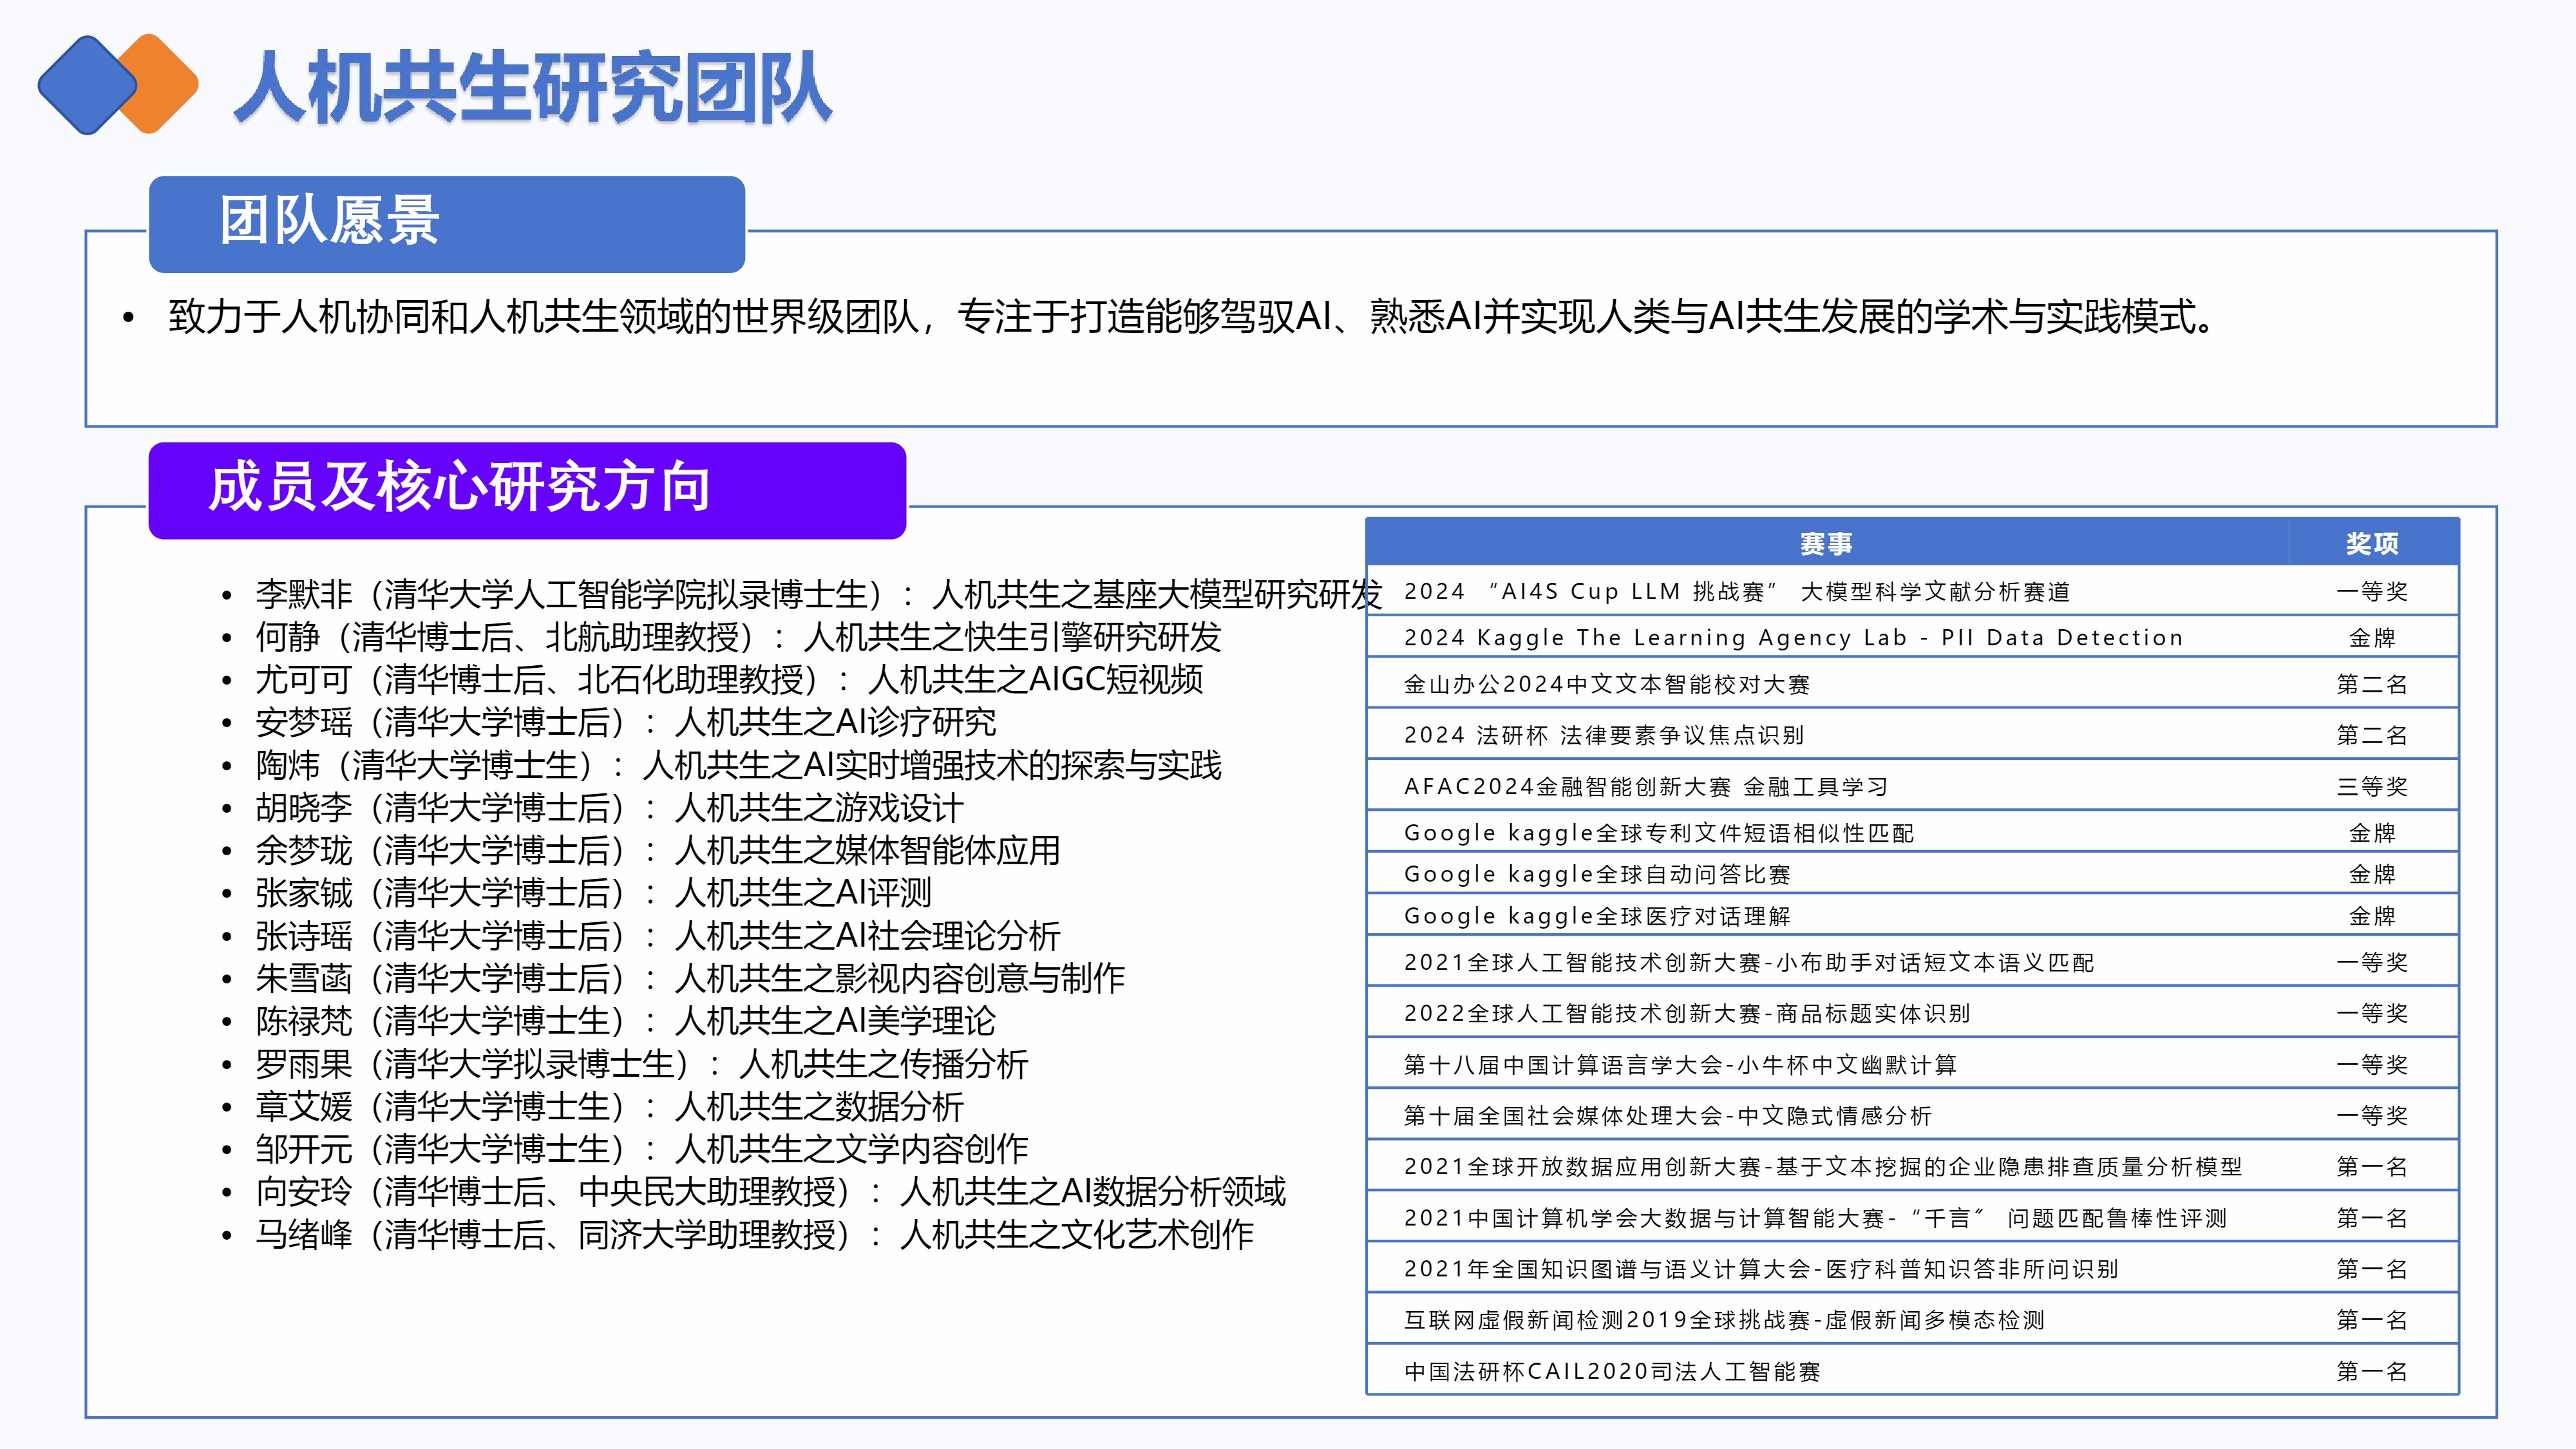 人机共生研究团队
团队愿景
• 致力于人机协同和人机共生领域的世界级团队，专注于打造能够驾驭AI、熟悉AI并实现人类与AI共生发展的学术与实践模式。
成员及核心研究方向
• 李默非（清华大学人工智能学院拟录博士生）：人机共生之基座大模型研究研发
• 何静（清华博士后、北航助理教授）：人机共生之快生引擎研究研发
• 尤可可（清华博士后、北石化助理教授）：人机共生之AIGC短视频
• 安梦瑶（清华大学博士后）：人机共生之AI诊疗研究
• 陶炜（清华大学博士生）：人机共生之AI实时增强技术的探索与实践
• 胡晓李（清华大学博士后）：人机共生之游戏设计
• 余梦珑（清华大学博士后）：人机共生之媒体智能体应用
• 张家铖（清华大学博士后）：人机共生之AI评测
• 张诗瑶（清华大学博士后）：人机共生之AI社会理论分析
• 朱雪菡（清华大学博士后）：人机共生之影视内容创意与制作
• 陈禄梵（清华大学博士生）：人机共生之AI美学理论
• 罗雨果（清华大学拟录博士生）：人机共生之传播分析
• 章艾媛（清华大学博士生）：人机共生之数据分析
• 邹开元（清华大学博士生）：人机共生之文学内容创作
• 向安玲（清华博士后、中央民大助理教授）：人机共生之AI数据分析领域
• 马绪峰（清华博士后、同济大学助理教授）：人机共生之文化艺术创作
赛事 奖项
2024 “AI4S Cup LLM 挑战赛” 大模型科学文献分析赛道 一等奖
2024 Kaggle The Learning Agency Lab - PII Data Detection 金牌
金山办公2024中文文本智能校对大赛 第二名
2024 法研杯 法律要素争议焦点识别 第二名
AFAC2024金融智能创新大赛 金融工具学习 三等奖
Google kaggle全球专利文件短语相似性匹配 金牌
Google kaggle全球自动问答比赛 金牌
Google kaggle全球医疗对话理解 金牌
2021全球人工智能技术创新大赛-小布助手对话短文本语义匹配 一等奖
2022全球人工智能技术创新大赛-商品标题实体识别 一等奖
第十八届中国计算语言学大会-小牛杯中文幽默计算 一等奖
第十届全国社会媒体处理大会-中文隐式情感分析 一等奖
2021全球开放数据应用创新大赛-基于文本挖掘的企业隐患排查质量分析模型 第一名
2021中国计算机学会大数据与计算智能大赛-“千言〞 问题匹配鲁棒性评测 第一名
2021年全国知识图谱与语义计算大会-医疗科普知识答非所问识别 第一名
互联网虚假新闻检测2019全球挑战赛-虚假新闻多模态检测 第一名
中国法研杯CAIL2020司法人工智能赛 第一名